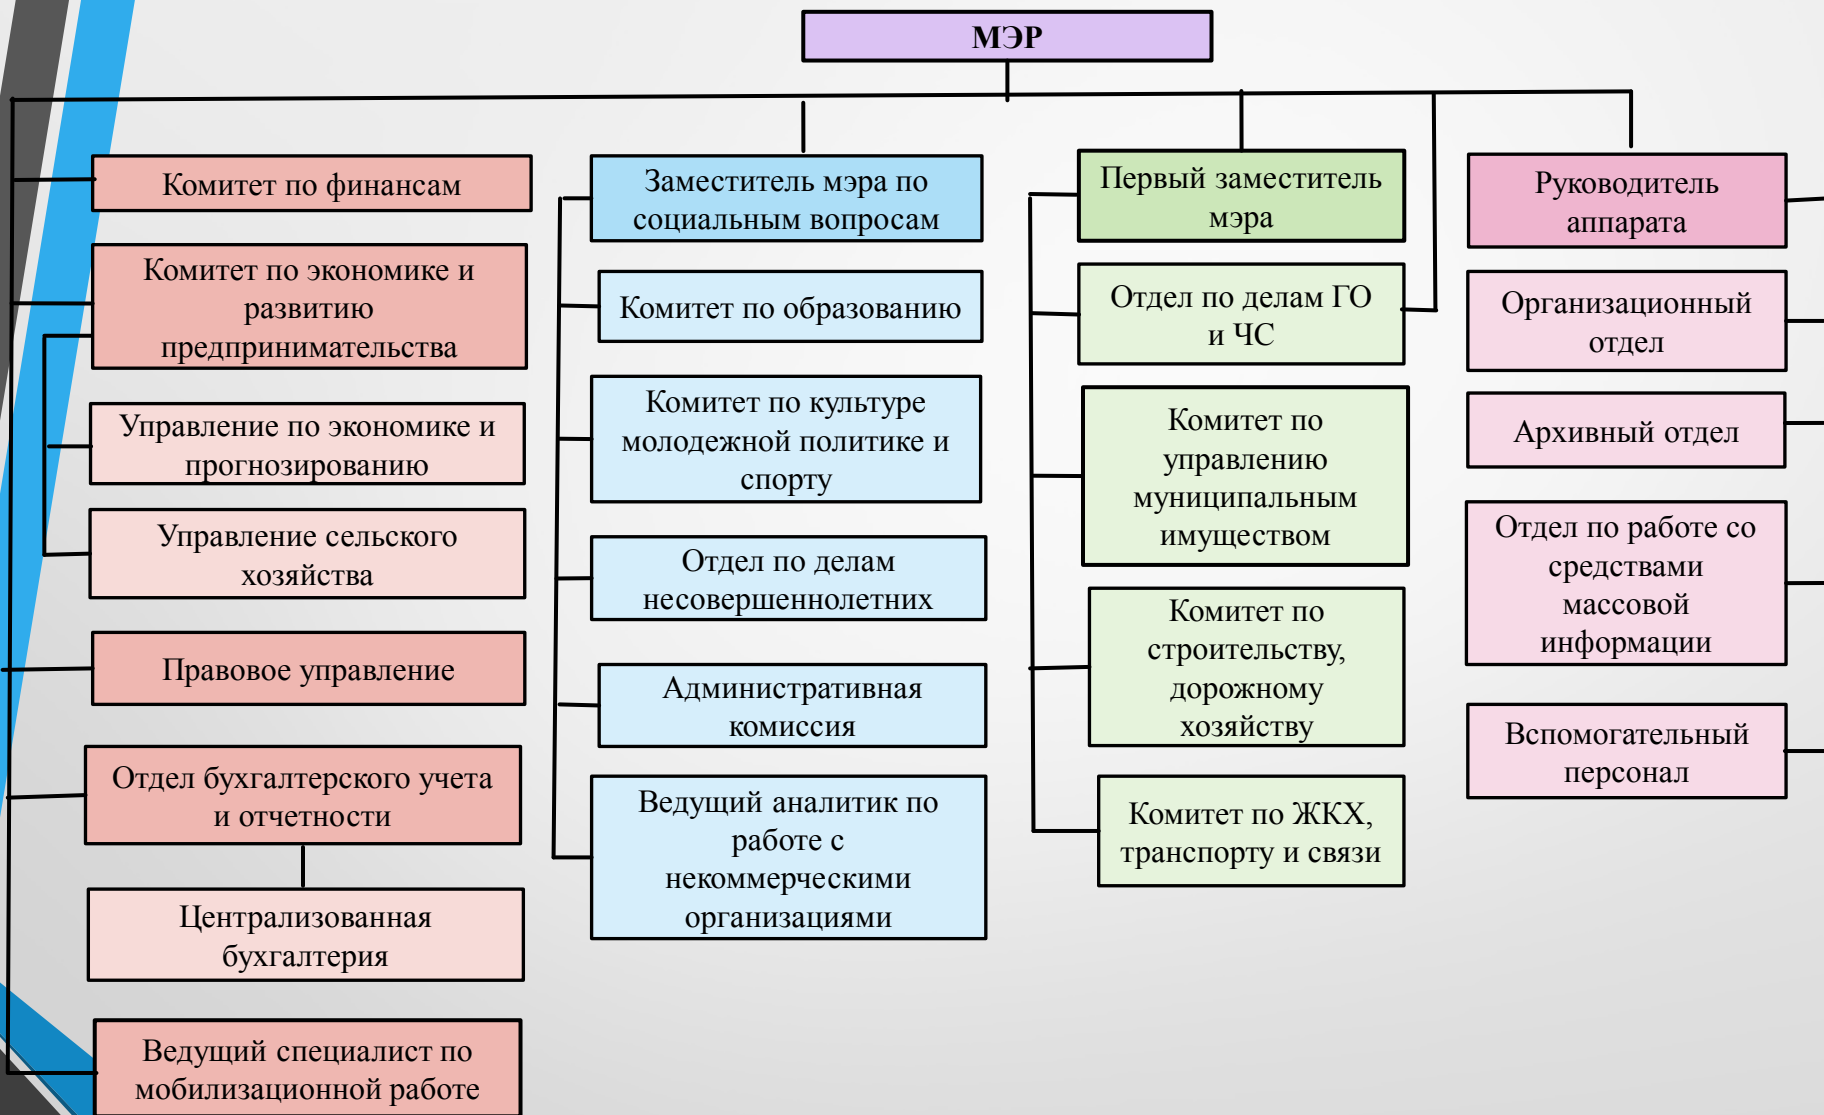 МЭР
Комитет по финансам
Комитет по экономике и
развитию
предпринимательства
Управление по экономике и
прогнозированию
Управление сельского
хозяйства
Правовое управление
Отдел бухгалтерского учета
и отчетности
Централизованная
бухгалтерия
Ведущий специалист по
мобилизационной работе
Заместитель мэра по
социальным вопросам
Комитет по образованию
Комитет по культуре
молодежной политике и
спорту
Отдел по делам
несовершеннолетних
Административная
комиссия
Ведущий аналитик по
работе с
некоммерческими
организациями
Первый заместитель
мэра
Отдел по делам ГО
и ЧС
Комитет по
управлению
муниципальным
имуществом
Комитет по
строительству,
дорожному
хозяйству
Комитет по ЖКХ,
транспорту и связи
Руководитель
аппарата
Организационный
отдел
Архивный отдел
Отдел по работе со
средствами
массовой
информации
Вспомогательный
персонал